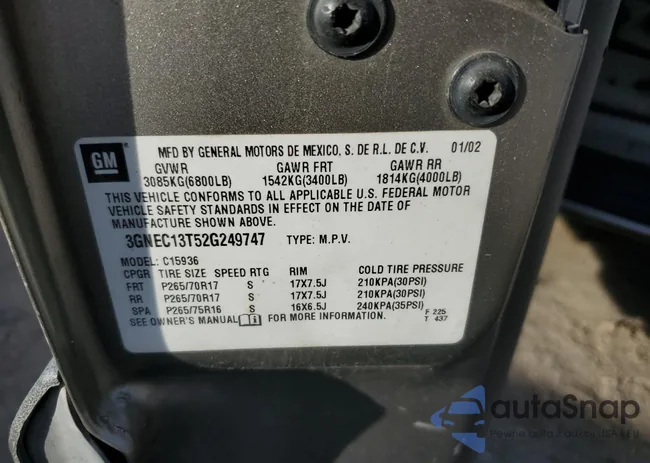 GM
MFD BY GENERAL MOTORS DE MEXICO, S. DE R.L. DE C.V. 01/02
GVWR GAWR FRT GAWR RR
3085KG(6800LB) 1542KG(3400LB) 1814KG(4000LB)
THIS VEHICLE CONFORMS TO ALL APPLICABLE U.S. FEDERAL MOTOR
VEHICLE SAFETY STANDARDS IN EFFECT ON THE DATE OF
MANUFACTURE SHOWN ABOVE.
3GNEC13T52G249747 TYPE: M.P.V.
MODEL: C15936
CPGR TIRE SIZE SPEED RTG RIM COLD TIRE PRESSURE
FRT P265/70R17 S 17X7.5J 210KPA(30PSI)
RR P265/70R17 S 17X7.5J 210KPA(30PSI)
SPA P265/75R16 S 16X6.5J 240KPA(35PSI)
SEE OWNER'S MANUAL FOR MORE INFORMATION.
F 225
T 437
autoSnap